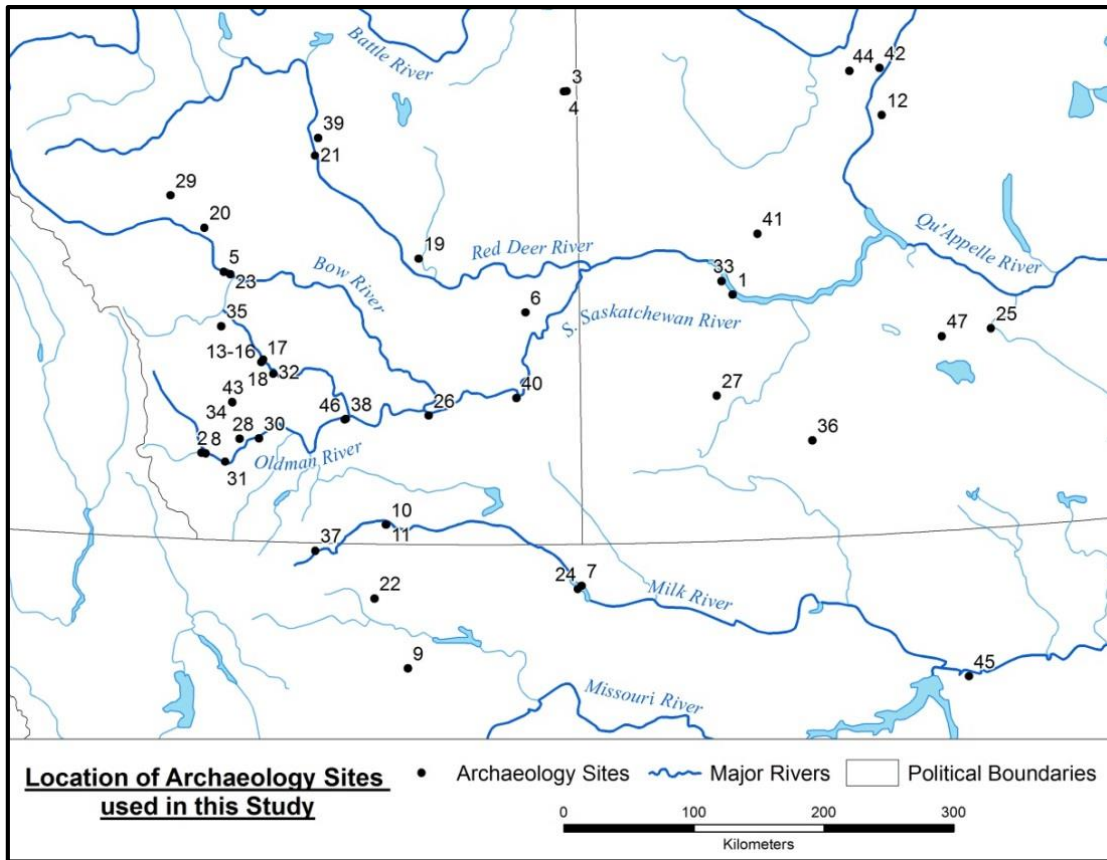 Battle River
44
42
3
4
12
39
21
29
20
41
19
Red Deer River
Qu'Appelle River
5
23
Bow River
33
1
6
S. Saskatchewan River
35
47
25
13-16
17
18
32
43
34
46
38
26
40
27
28
30
36
2
8
31
Oldman River
10
11
37
24
7
Milk River
22
9
45
Missouri River
Location of Archaeology Sites
used in this Study
Archaeology Sites
Major Rivers
Political Boundaries
0 100 200 300
Kilometers